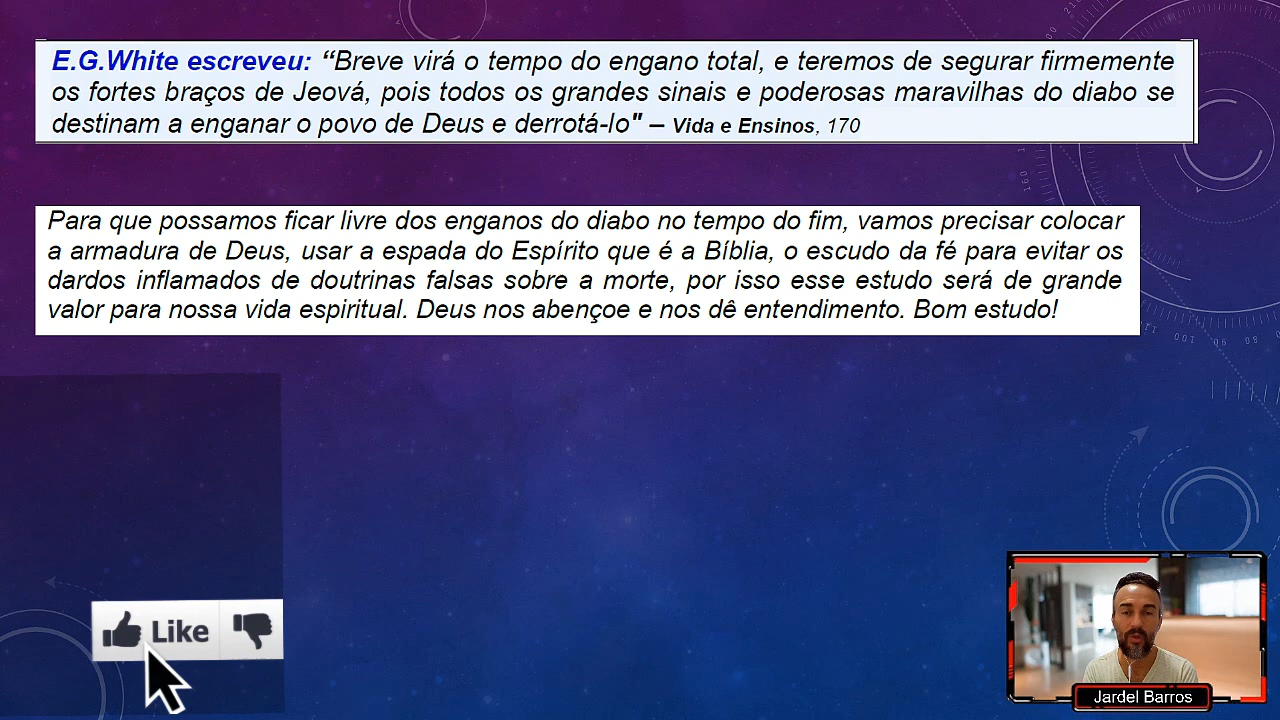 E.G.White escreveu: “Breve virá o tempo do engano total, e teremos de segurar firmemente
os fortes braços de Jeová, pois todos os grandes sinais e poderosas maravilhas do diabo se
destinam a enganar o povo de Deus e derrotá-lo" – Vida e Ensinos, 170
Para que possamos ficar livre dos enganos do diabo no tempo do fim, vamos precisar colocar
a armadura de Deus, usar a espada do Espírito que é a Bíblia, o escudo da fé para evitar os
dardos inflamados de doutrinas falsas sobre a morte, por isso esse estudo será de grande
valor para nossa vida espiritual. Deus nos abençoe e nos dê entendimento. Bom estudo!
Like
Jardel Barros